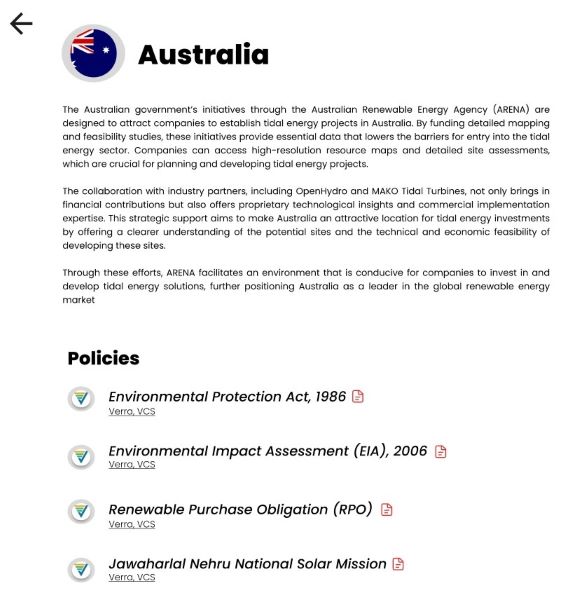 Australia
The Australian government's initiatives through the Australian Renewable Energy Agency (ARENA) are
designed to attract companies to establish tidal energy projects in Australia. By funding detailed mapping
and feasibility studies, these initiatives provide essential data that lowers the barriers for entry into the tidal
energy sector. Companies can access high-resolution resource maps and detailed site assessments,
which are crucial for planning and developing tidal energy projects.
The collaboration with industry partners, including OpenHydro and MAKO Tidal Turbines, not only brings in
financial contributions but also offers proprietary technological insights and commercial implementation
expertise. This strategic support aims to make Australia an attractive location for tidal energy investments
by offering a clearer understanding of the potential sites and the technical and economic feasibility of
developing these sites.
Through these efforts, ARENA facilitates an environment that is conducive for companies to invest in and
develop tidal energy solutions, further positioning Australia as a leader in the global renewable energy
market
Policies
Environmental Protection Act, 1986
Verra, VCS
Environmental Impact Assessment (EIA), 2006
Verra, VCS
Renewable Purchase Obligation (RPO)
Verra, VCS
Jawaharlal Nehru National Solar Mission
Verra, VCS